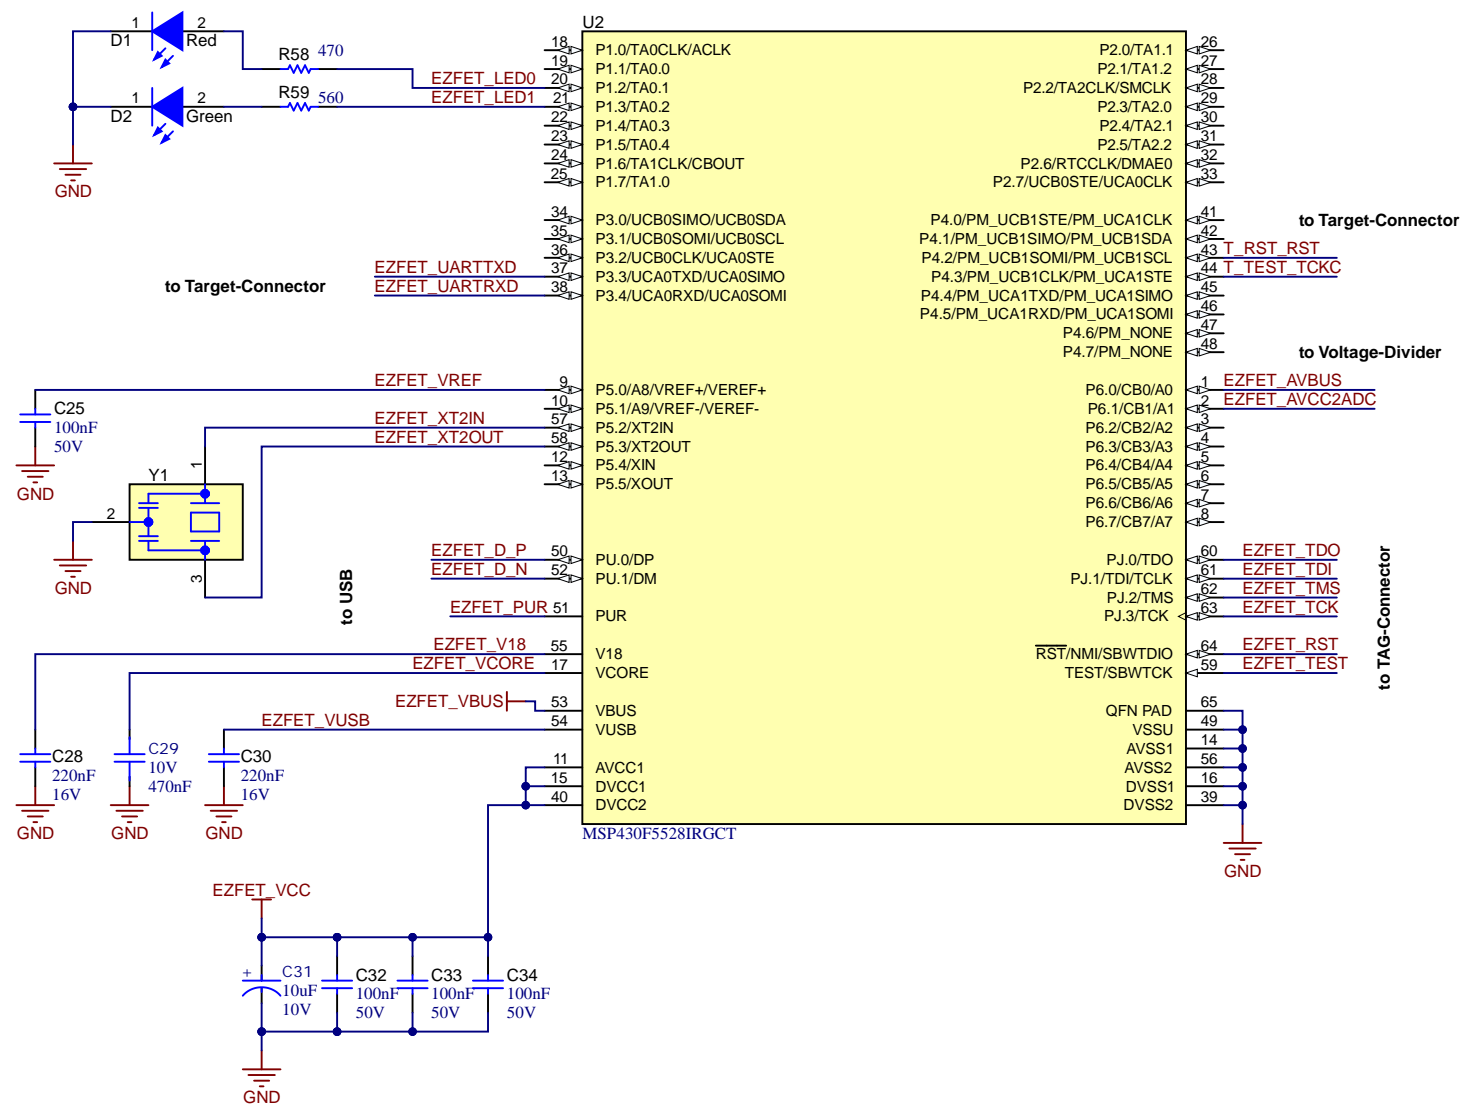 U2
1
2
D1
Red
R58 470
EZFET_LED0
1
2
D2
Green
R59
560
EZFET_LED1
GND
18 P1.0/TA0CLK/ACLK
19 P1.1/TA0.0
20 P1.2/TA0.1
21 P1.3/TA0.2
22 P1.4/TA0.3
23 P1.5/TA0.4
24 P1.6/TA1CLK/CBOUT
25 P1.7/TA1.0
34 P3.0/UCB0SIMO/UCB0SDA
35 P3.1/UCB0SOMI/UCB0SCL
36 P3.2/UCB0CLK/UCA0STE
EZFET_UARTTXD 37 P3.3/UCA0TXD/UCA0SIMO
to Target-Connector
EZFET_UARTRXD 38 P3.4/UCA0RXD/UCA0SOMI
EZFET_VREF 9 P5.0/A8/VREF+/VEREF+
10 P5.1/A9/VREF-/VEREF-
EZFET_XT2IN 57 P5.2/XT2IN
EZFET_XT2OUT 58 P5.3/XT2OUT
12 P5.4/XIN
13 P5.5/XOUT
C25
100nF
50V
GND
Y1
1
2
3
GND
to USB
EZFET_D_P 50 PU.0/DP
EZFET_D_N 52 PU.1/DM
EZFET_PUR 51 PUR
EZFET_V18 55 V18
EZFET_VCORE 17 VCORE
EZFET_VBUS 53 VBUS
EZFET_VUSB 54 VUSB
11 AVCC1
15 DVCC1
40 DVCC2
C28
220nF
16V
GND
C29
10V
470nF
GND
C30
220nF
16V
GND
MSP430F5528IRGCT
P2.0/TA1.1 26
P2.1/TA1.2 27
P2.2/TA2CLK/SMCLK 28
P2.3/TA2.0 29
P2.4/TA2.1 30
P2.5/TA2.2 31
P2.6/RTCCLK/DMAE0 32
P2.7/UCB0STE/UCA0CLK 33
P4.0/PM_UCB1STE/PM_UCA1CLK 41
to Target-Connector
P4.1/PM_UCB1SIMO/PM_UCB1SDA 42
P4.2/PM_UCB1SOMI/PM_UCB1SCL 43 T_RST_RST
P4.3/PM_UCB1CLK/PM_UCA1STE 44 T_TEST_TCKC
P4.4/PM_UCA1TXD/PM_UCA1SIMO 45
P4.5/PM_UCA1RXD/PM_UCA1SOMI 46
P4.6/PM_NONE 47
P4.7/PM_NONE 48
to Voltage-Divider
P6.0/CB0/A0 1 EZFET_AVBUS
P6.1/CB1/A1 2 EZFET_AVCC2ADC
P6.2/CB2/A2 3
P6.3/CB3/A3 4
P6.4/CB4/A4 5
P6.5/CB5/A5 6
P6.6/CB6/A6 7
P6.7/CB7/A7 8
PJ.0/TDO 60 EZFET_TDO
PJ.1/TDI/TCLK 61 EZFET_TDI
PJ.2/TMS 62 EZFET_TMS
PJ.3/TCK 63 EZFET_TCK
RST/NMI/SBWTDIO 64 EZFET_RST
TEST/SBWTCK 59 EZFET_TEST
to TAG-Connector
QFN PAD 65
VSSU 49
AVSS1 14
AVSS2 56
DVSS1 16
DVSS2 39
GND
EZFET_VCC
+
C31
10uF
10V
C32
100nF
50V
C33
100nF
50V
C34
100nF
50V
GND